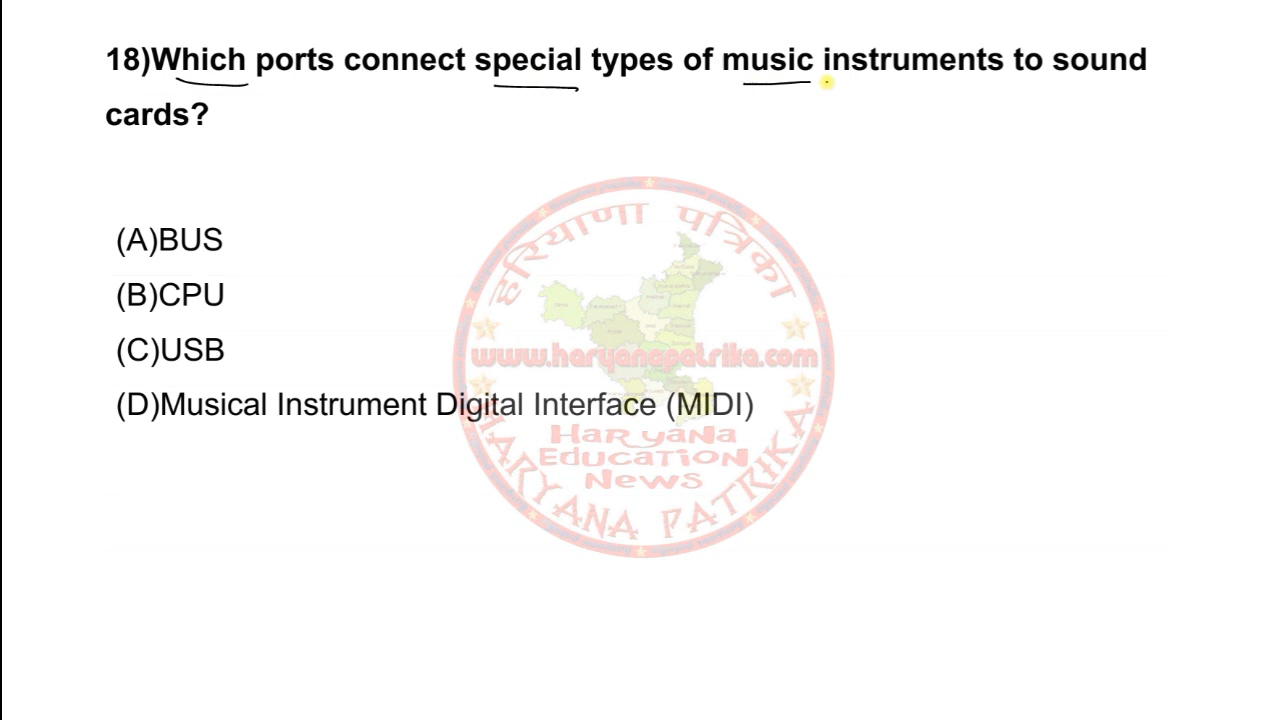 18)Which ports connect special types of music instruments to sound
cards?
(A)BUS
(B)CPU
(C)USB
(D)Musical Instrument Digital Interface (MIDI)
हरियाणा पत्रिका
www.haryanapatrika.com
Haryana
Education
News
HARYANA PATRIKA